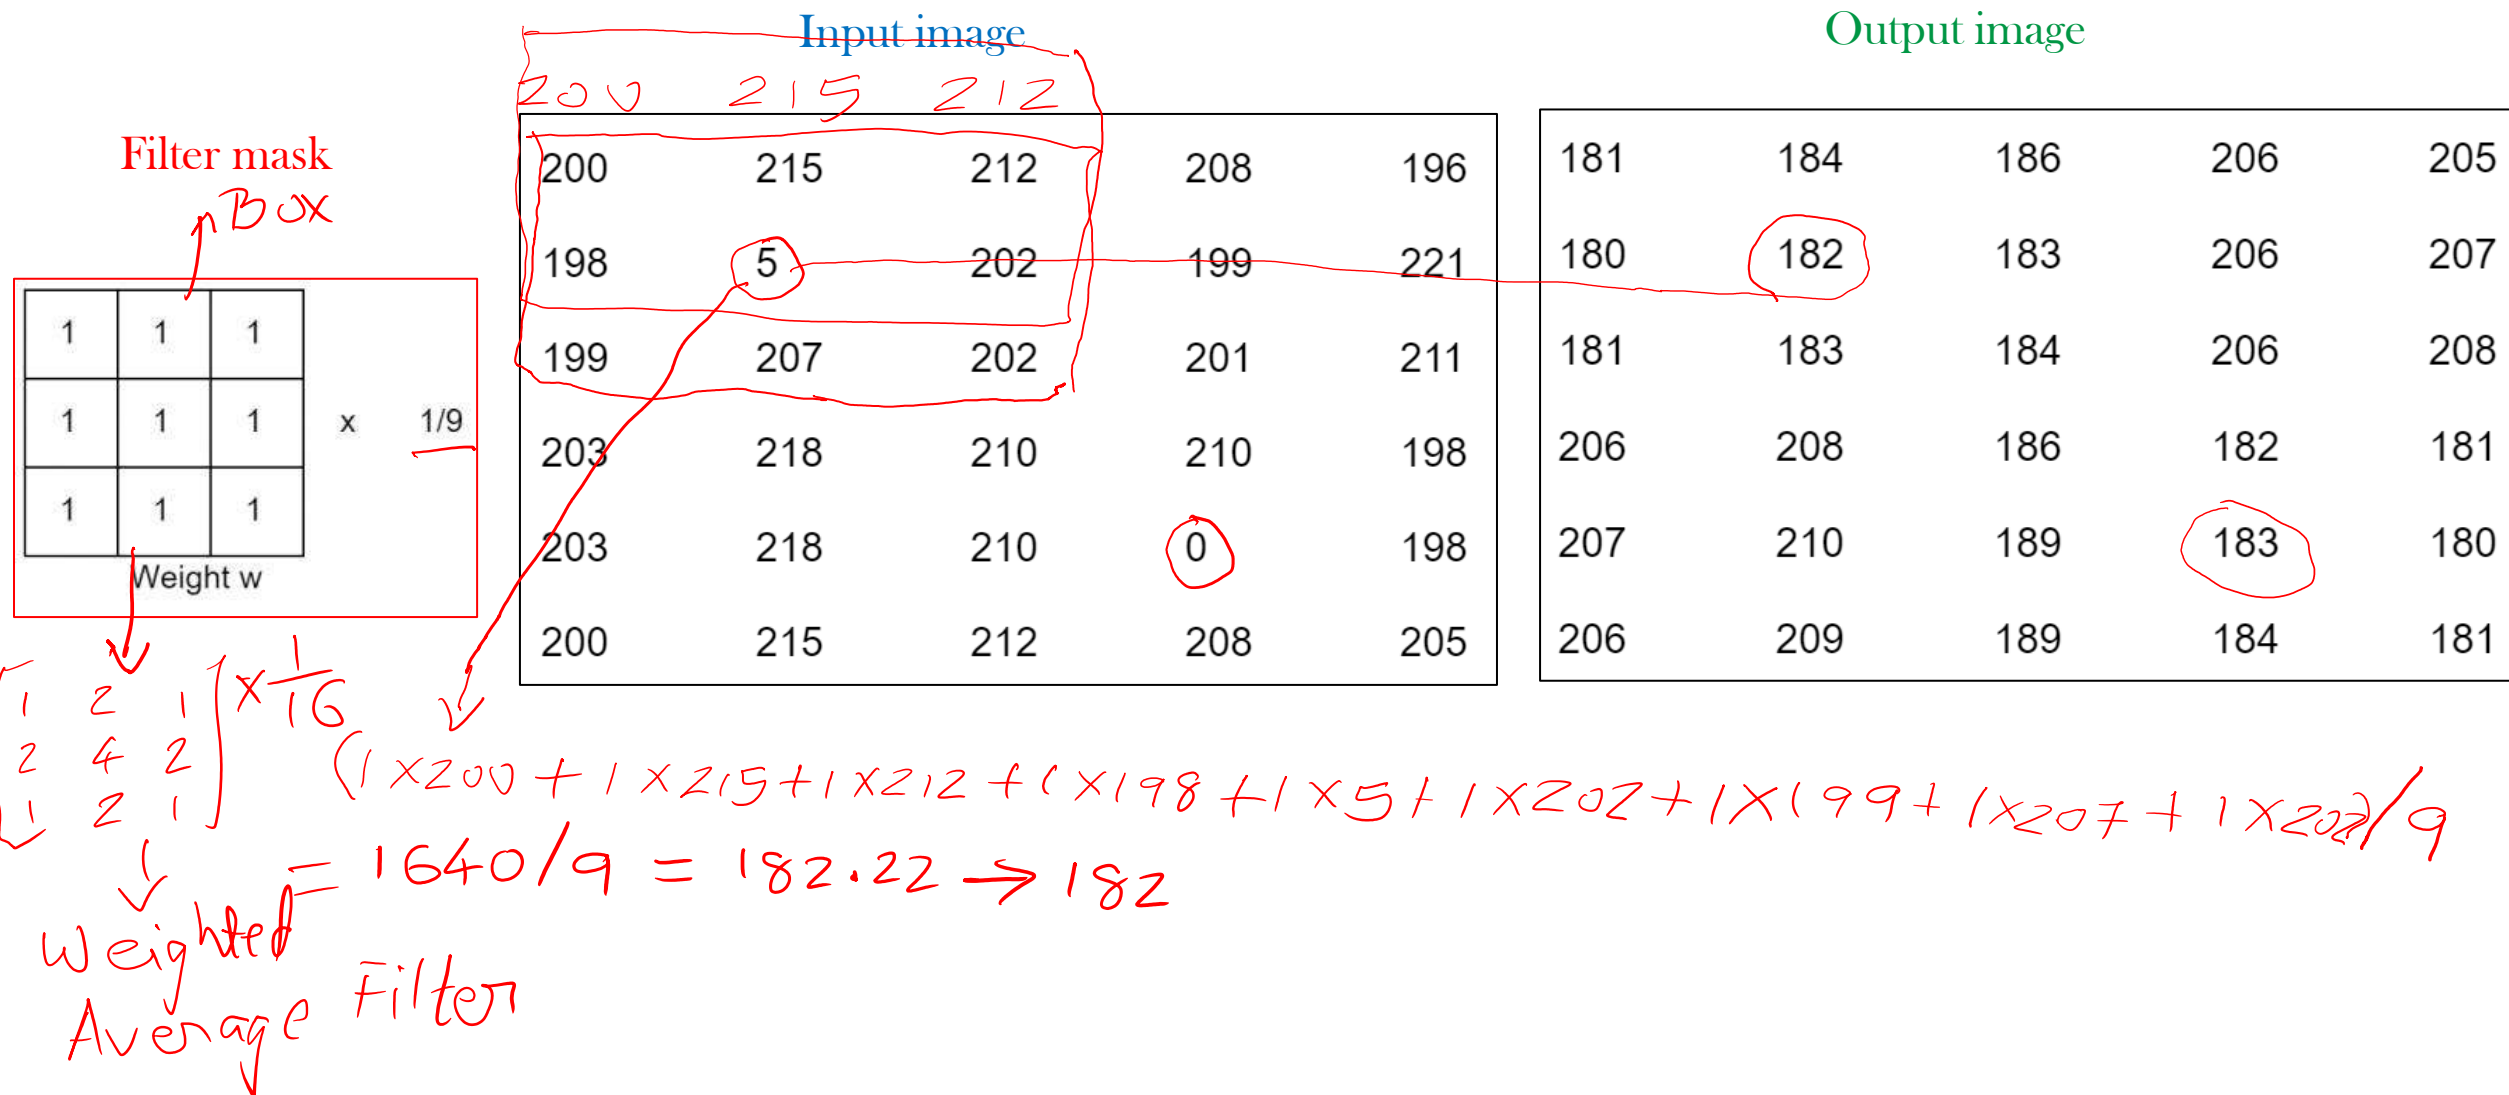 Input image
Output image
200 215 212
Filter mask
Box
1 1 1
1 1 1
1 1 1
x 1/9
Weight w
200 215 212 208 196
198 5 202 199 221
199 207 202 201 211
203 218 210 210 198
203 218 210 0 198
200 215 212 208 205
181 184 186 206 205
180 182 183 206 207
181 183 184 206 208
206 208 186 182 181
207 210 189 183 180
206 209 189 184 181
1 2 1
2 4 2
1 2 1
x 1/16
(1x200+1x215+1x212+1x198+1x5+1x202+1x199+1x207+1x202)/9
= 1640/9 = 182.22 → 182
Weighted
Average Filter